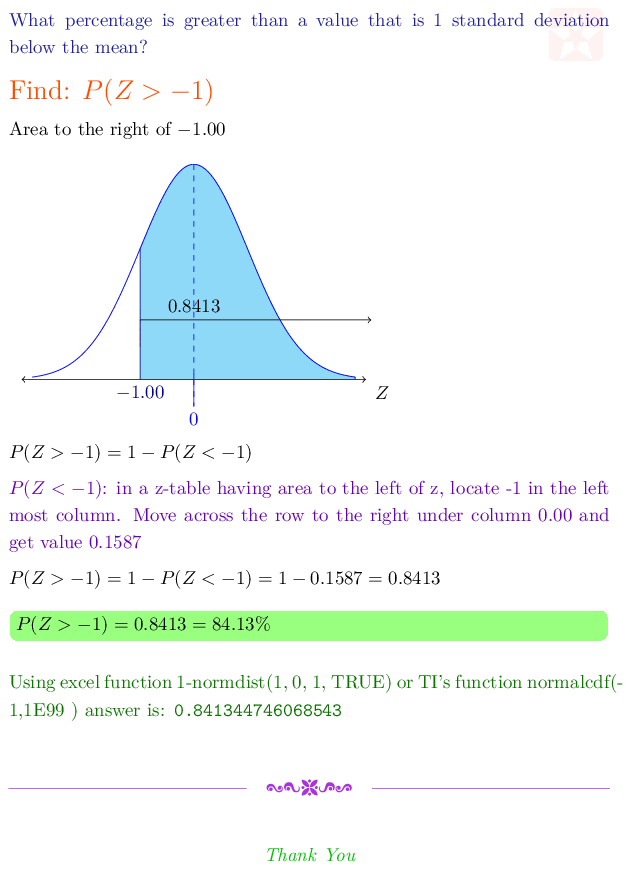 What percentage is greater than a value that is 1 standard deviation
below the mean?
Find: P(Z > −1)
Area to the right of −1.00
0.8413
−1.00
Z
0
P(Z > −1) = 1 − P(Z < −1)
P(Z < −1): in a z-table having area to the left of z, locate -1 in the left
most column. Move across the row to the right under column 0.00 and
get value 0.1587
P(Z > −1) = 1 − P(Z < −1) = 1 − 0.1587 = 0.8413
P(Z > −1) = 0.8413 = 84.13%
Using excel function 1-normdist(1, 0, 1, TRUE) or TI's function normalcdf(-
1,1E99 ) answer is: 0.841344746068543
Thank You